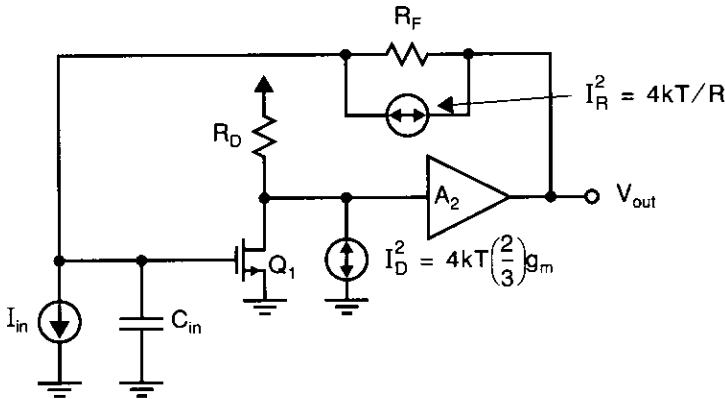 R_F
I_R^2 = 4kT/R
R_D
A_2
V_out
Q_1
I_D^2 = 4kT(2/3)g_m
I_in
C_in